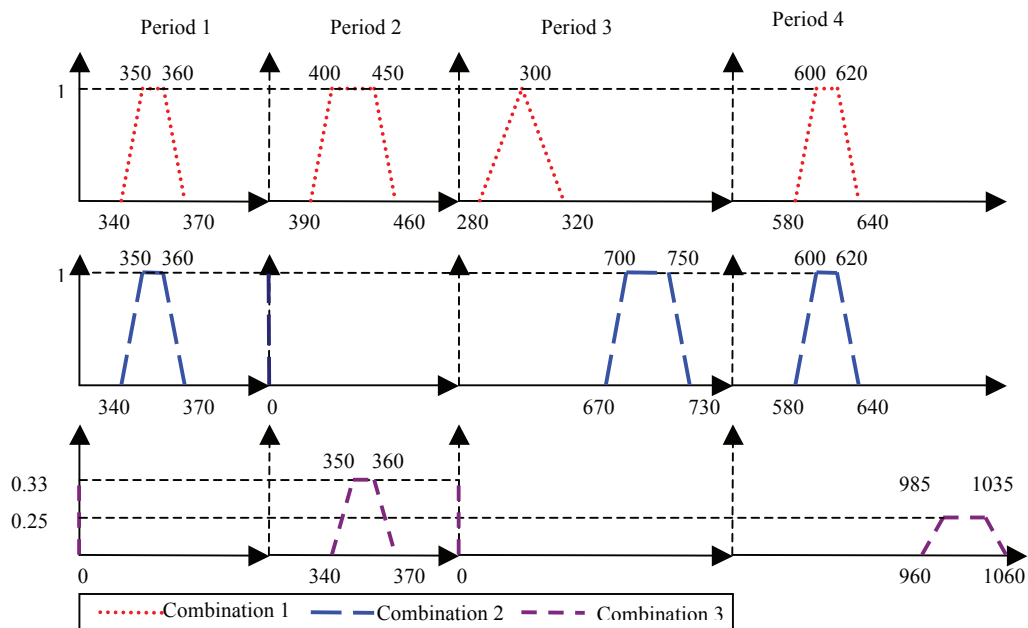 Period 1 Period 2 Period 3 Period 4
350 360 400 450 300 600 620
1
340 370 390 460 280 320 580 640
350 360 700 750 600 620
1
340 370 0 670 730 580 640
350 360 985 1035
0.33
0.25
0 340 370 0 960 1060
Combination 1 Combination 2 Combination 3